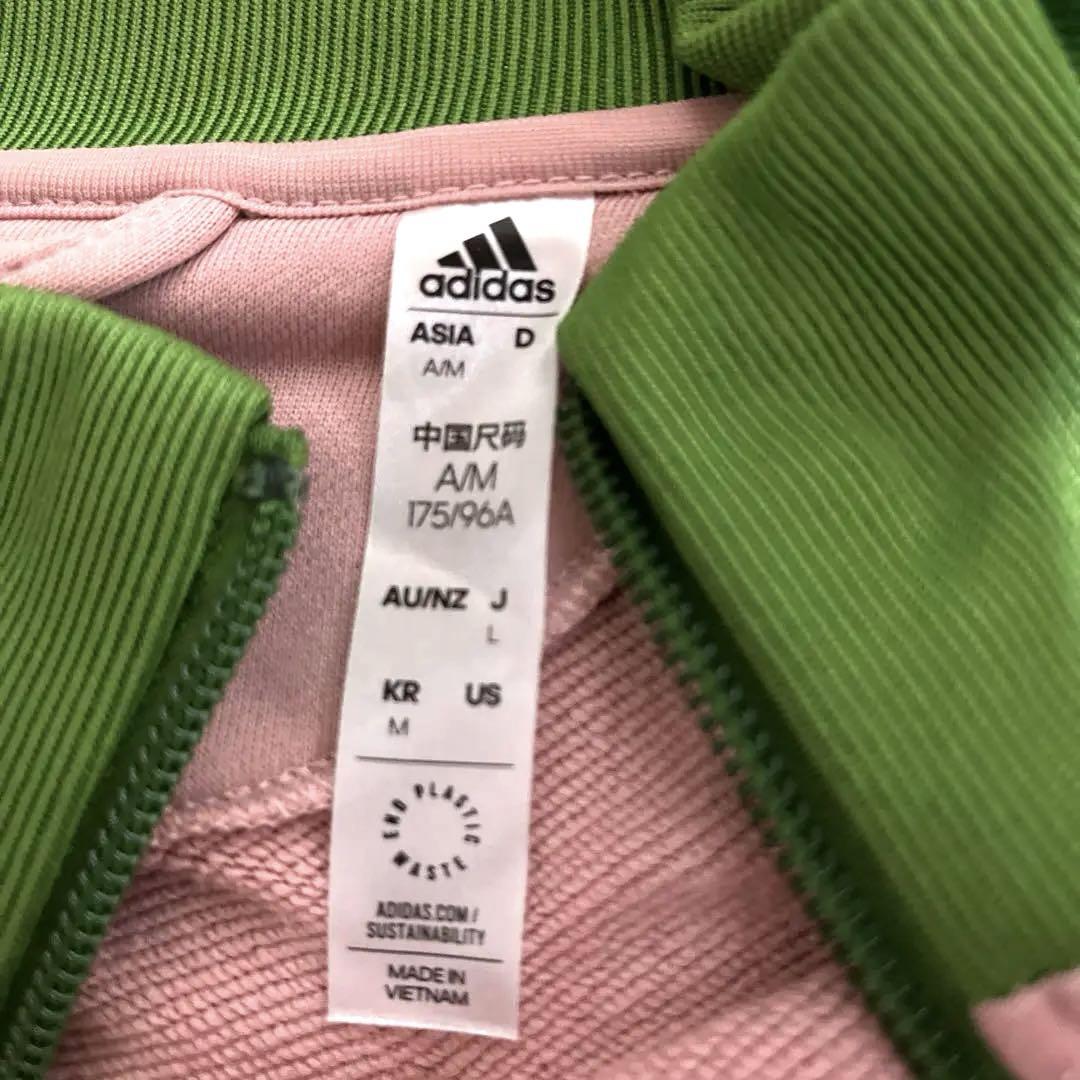 adidas
ASIA D
A/M
中国尺码
A/M
175/96A
AU/NZ J
L
KR US
M
END PLASTIC WASTE
ADIDAS.COM/
SUSTAINABILITY
MADE IN
VIETNAM